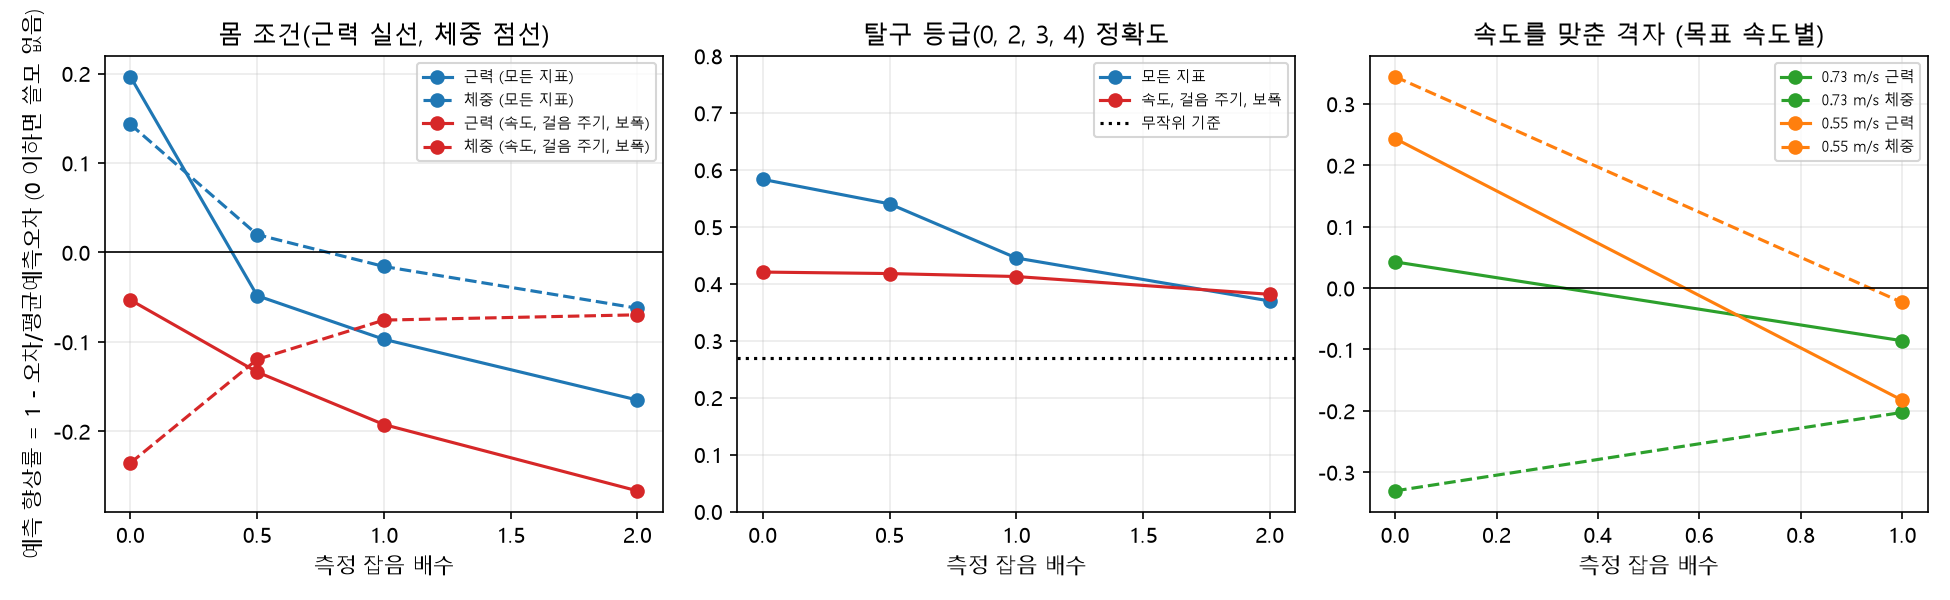 몸 조건(근력 실선, 체중 점선)
예측 향상률 = 1 - 오차/평균예측오차 (0 이하면 쓸모 없음)
0.2
0.1
0.0
-0.1
-0.2
근력 (모든 지표)
체중 (모든 지표)
근력 (속도, 걸음 주기, 보폭)
체중 (속도, 걸음 주기, 보폭)
0.0 0.5 1.0 1.5 2.0
측정 잡음 배수
탈구 등급(0, 2, 3, 4) 정확도
0.8
0.7
0.6
0.5
0.4
0.3
0.2
0.1
0.0
모든 지표
속도, 걸음 주기, 보폭
무작위 기준
0.0 0.5 1.0 1.5 2.0
측정 잡음 배수
속도를 맞춘 격자 (목표 속도별)
0.3
0.2
0.1
0.0
-0.1
-0.2
-0.3
0.73 m/s 근력
0.73 m/s 체중
0.55 m/s 근력
0.55 m/s 체중
0.0 0.2 0.4 0.6 0.8 1.0
측정 잡음 배수